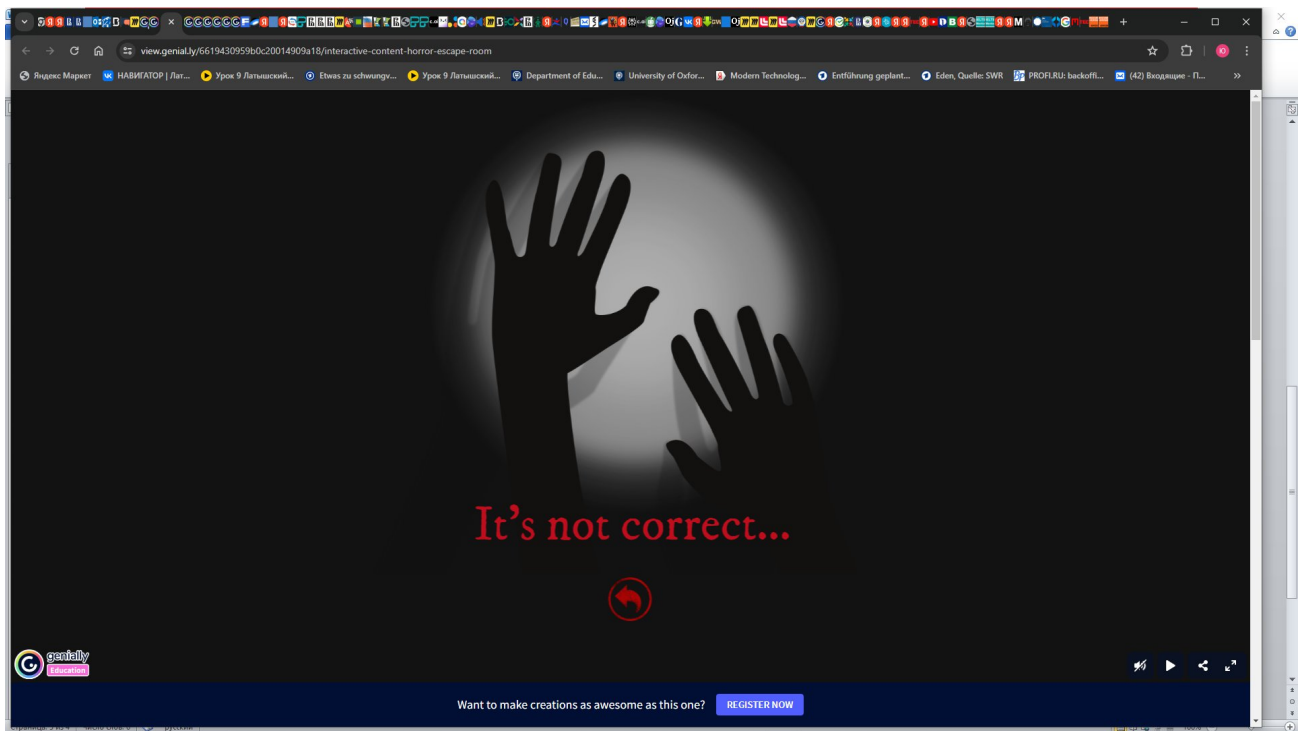 view.genial.ly/6619430959b0c20014909a18/interactive-content-horror-escape-room
Ю
Яндекс Маркет
НАВИГАТОР | Лат...
Урок 9 Латышский...
Etwas zu schwungv...
Урок 9 Латышский...
Department of Edu...
University of Oxfor...
Modern Technolog...
Entführung geplant...
Eden, Quelle: SWR
PROFI.RU: backoffi...
(42) Входящие - П...
It's not correct...
genially
Education
Want to make creations as awesome as this one?
REGISTER NOW